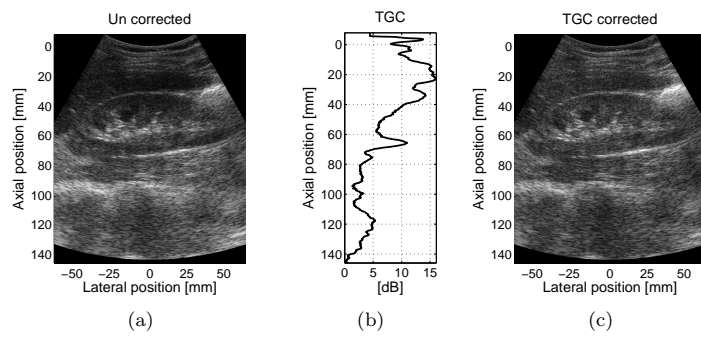 Un corrected
0
20
40
60
80
100
120
140
Axial position [mm]
−50 −25 0 25 50
Lateral position [mm]
(a)
TGC
0
20
40
60
80
100
120
140
Axial position [mm]
0 5 10 15
[dB]
(b)
TGC corrected
0
20
40
60
80
100
120
140
Axial position [mm]
−50 −25 0 25 50
Lateral position [mm]
(c)